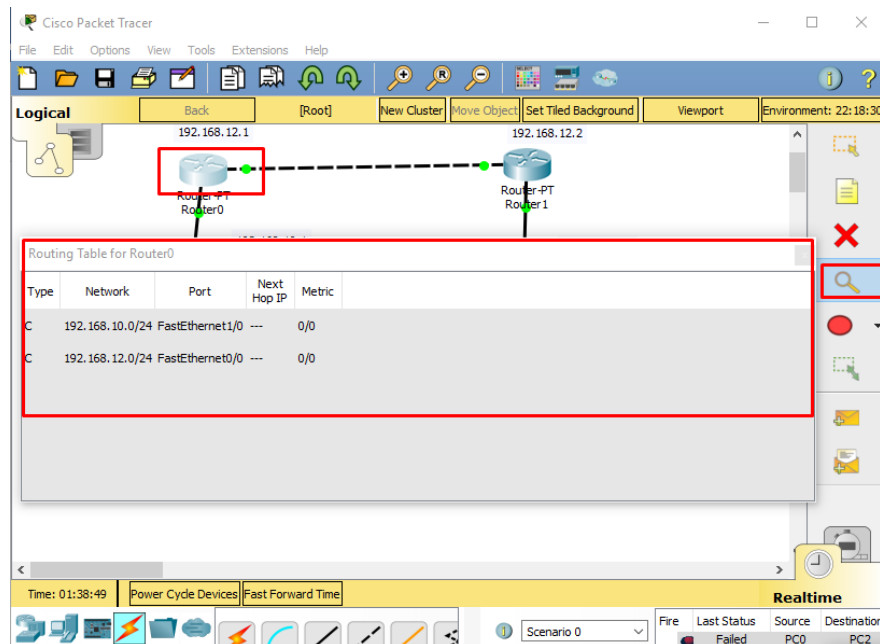 Cisco Packet Tracer
File Edit Options View Tools Extensions Help
Logical Back [Root] New Cluster Move Object Set Tiled Background Viewport Environment: 22:18:30
192.168.12.1 192.168.12.2
Router-PT Router-PT
Router0 Router1
Routing Table for Router0
Type Network Port Next Hop IP Metric
C 192.168.10.0/24 FastEthernet1/0 --- 0/0
C 192.168.12.0/24 FastEthernet0/0 --- 0/0
Time: 01:38:49 Power Cycle Devices Fast Forward Time
Realtime
Scenario 0 Fire Last Status Source Destination
Failed PC0 PC2